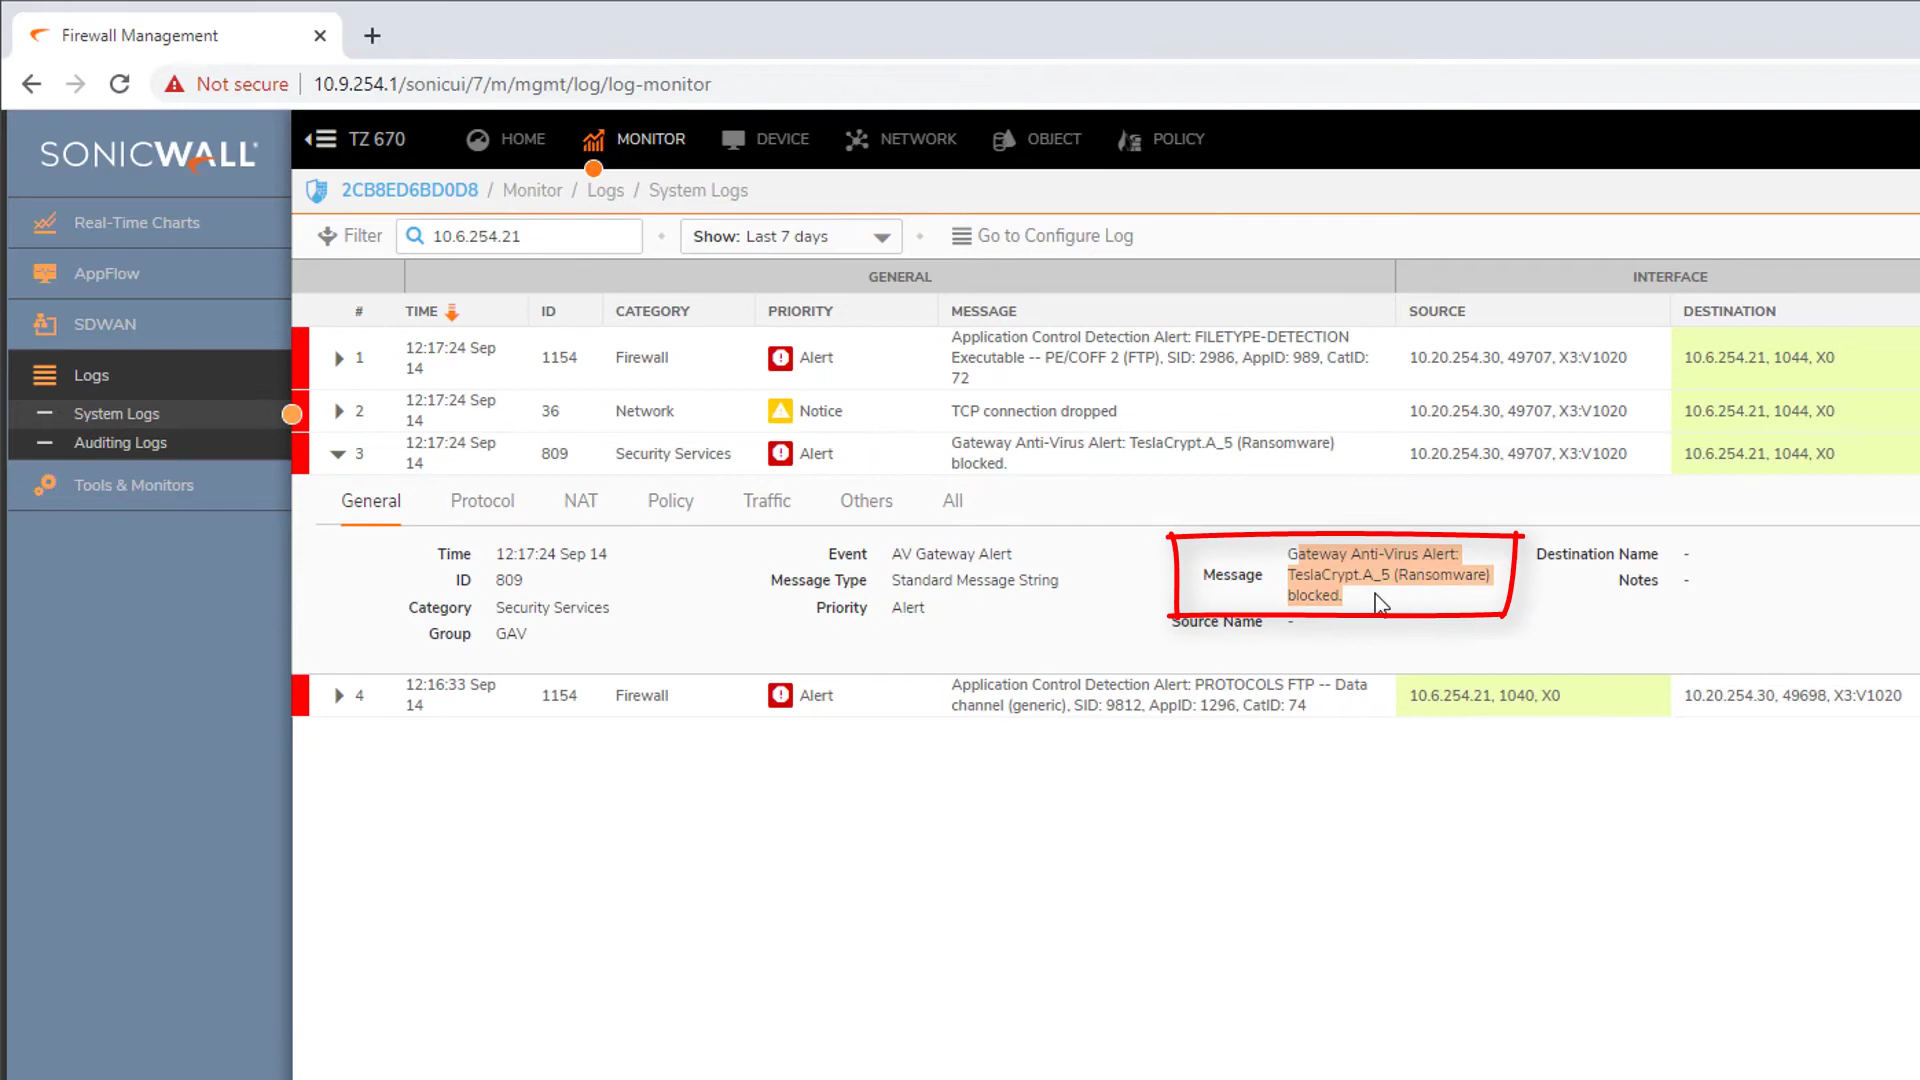 Firewall Management
Not secure 10.9.254.1/sonicui/7/m/mgmt/log/log-monitor
SONICWALL
TZ 670 HOME MONITOR DEVICE NETWORK OBJECT POLICY
2CB8ED6BD0D8 / Monitor / Logs / System Logs
Real-Time Charts
AppFlow
SDWAN
Logs
System Logs
Auditing Logs
Tools & Monitors
Filter 10.6.254.21 Show: Last 7 days Go to Configure Log
GENERAL INTERFACE
# TIME ID CATEGORY PRIORITY MESSAGE SOURCE DESTINATION
1 12:17:24 Sep 14 1154 Firewall Alert Application Control Detection Alert: FILETYPE-DETECTION
Executable -- PE/COFF 2 (FTP), SID: 2986, AppID: 989, CatID:
72 10.20.254.30, 49707, X3:V1020 10.6.254.21, 1044, X0
2 12:17:24 Sep 14 36 Network Notice TCP connection dropped 10.20.254.30, 49707, X3:V1020 10.6.254.21, 1044, X0
3 12:17:24 Sep 14 809 Security Services Alert Gateway Anti-Virus Alert: TeslaCrypt.A_5 (Ransomware)
blocked. 10.20.254.30, 49707, X3:V1020 10.6.254.21, 1044, X0
General Protocol NAT Policy Traffic Others All
Time 12:17:24 Sep 14
ID 809
Category Security Services
Group GAV
Event AV Gateway Alert
Message Type Standard Message String
Priority Alert
Message Gateway Anti-Virus Alert:
TeslaCrypt.A_5 (Ransomware)
blocked.
Source Name -
Destination Name -
Notes -
4 12:16:33 Sep 14 1154 Firewall Alert Application Control Detection Alert: PROTOCOLS FTP -- Data
channel (generic), SID: 9812, AppID: 1296, CatID: 74 10.6.254.21, 1040, X0 10.20.254.30, 49698, X3:V1020